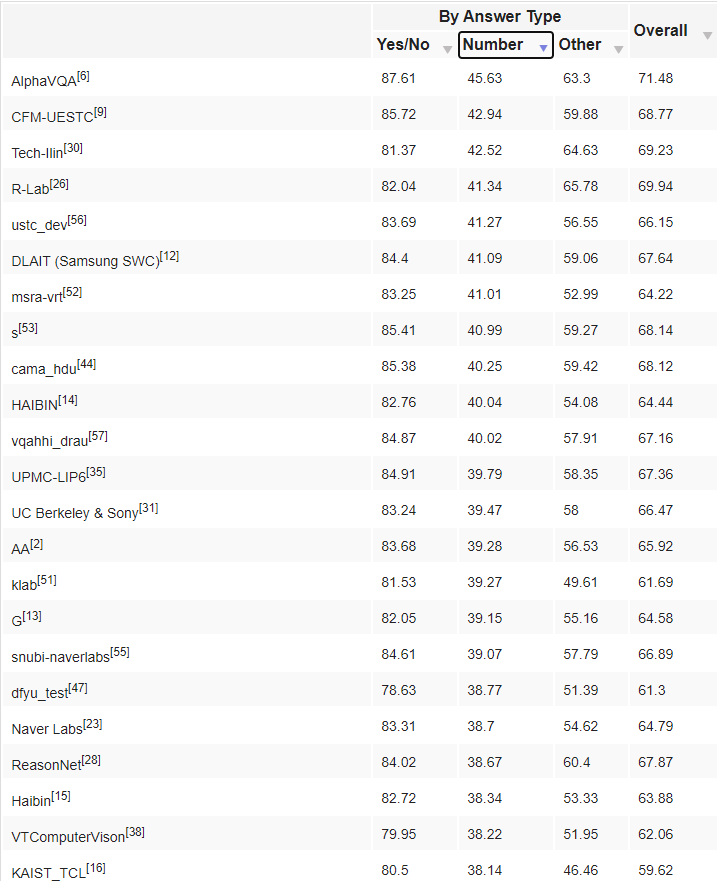 By Answer Type
Yes/No Number Other Overall
AlphaVQA[6] 87.61 45.63 63.3 71.48
CFM-UESTC[9] 85.72 42.94 59.88 68.77
Tech-Ilin[30] 81.37 42.52 64.63 69.23
R-Lab[26] 82.04 41.34 65.78 69.94
ustc_dev[56] 83.69 41.27 56.55 66.15
DLAIT (Samsung SWC)[12] 84.4 41.09 59.06 67.64
msra-vrt[52] 83.25 41.01 52.99 64.22
s[53] 85.41 40.99 59.27 68.14
cama_hdu[44] 85.38 40.25 59.42 68.12
HAIBIN[14] 82.76 40.04 54.08 64.44
vqahhi_drau[57] 84.87 40.02 57.91 67.16
UPMC-LIP6[35] 84.91 39.79 58.35 67.36
UC Berkeley & Sony[31] 83.24 39.47 58 66.47
AA[2] 83.68 39.28 56.53 65.92
klab[51] 81.53 39.27 49.61 61.69
G[13] 82.05 39.15 55.16 64.58
snubi-naverlabs[55] 84.61 39.07 57.79 66.89
dfyu_test[47] 78.63 38.77 51.39 61.3
Naver Labs[23] 83.31 38.7 54.62 64.79
ReasonNet[28] 84.02 38.67 60.4 67.87
Haibin[15] 82.72 38.34 53.33 63.88
VTComputerVison[38] 79.95 38.22 51.95 62.06
KAIST_TCL[16] 80.5 38.14 46.46 59.62